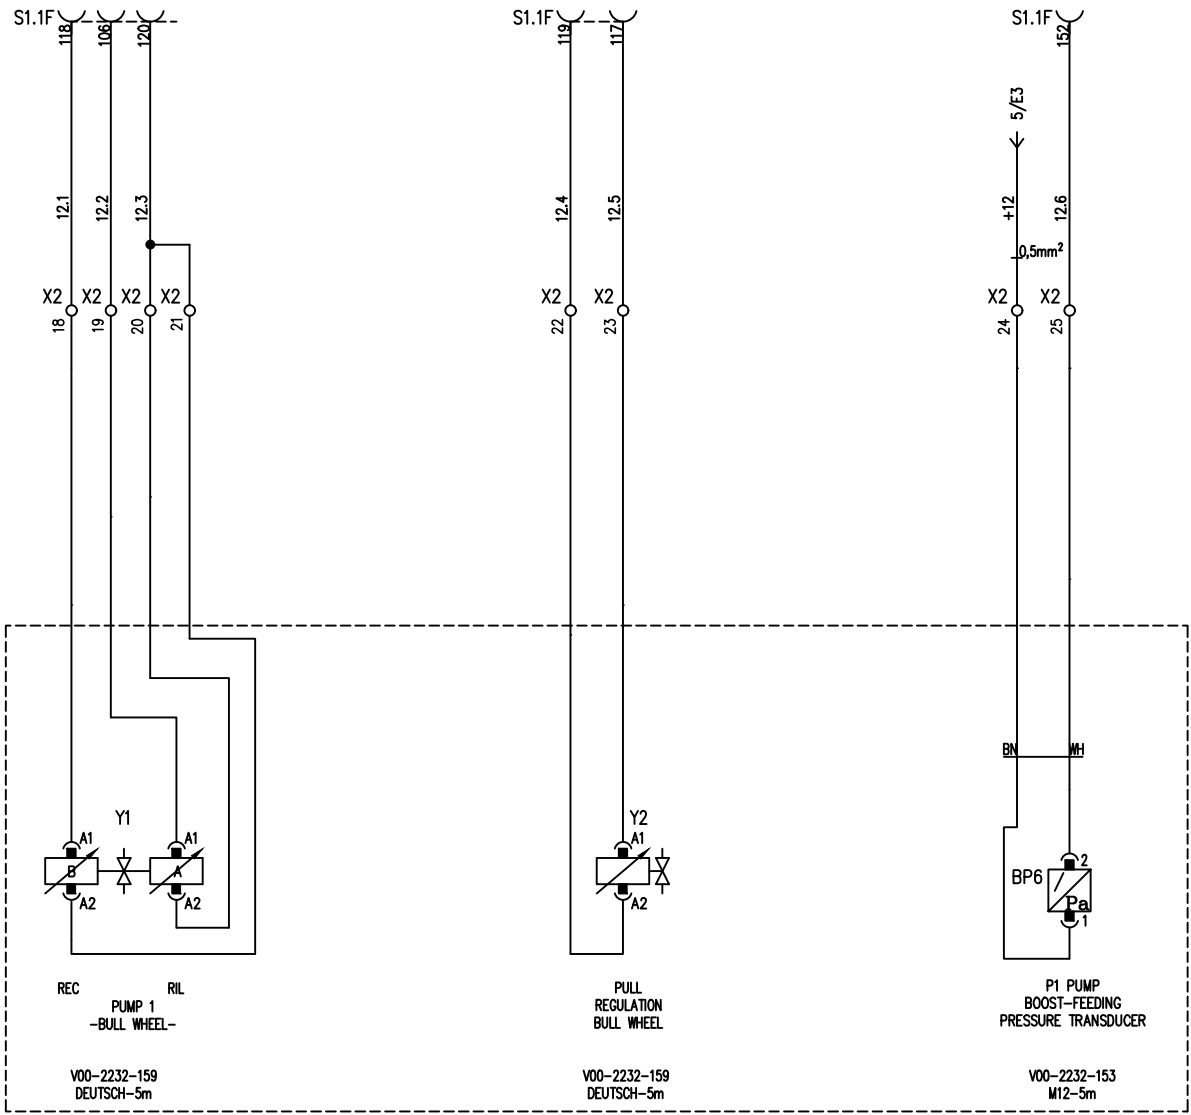 S1.1F
118
106
120
S1.1F
119
117
S1.1F
152
5/E3
12.1
12.2
12.3
12.4
12.5
+12
12.6
0,5mm²
X2
X2
X2
X2
X2
X2
X2
X2
18
19
20
21
22
23
24
25
BN
WH
Y1
Y2
A1
A1
A1
2
B
A
BP6
Pa
A2
A2
A2
1
REC
RIL
PUMP 1
-BULL WHEEL-
PULL
REGULATION
BULL WHEEL
P1 PUMP
BOOST-FEEDING
PRESSURE TRANSDUCER
V00-2232-159
DEUTSCH-5m
V00-2232-159
DEUTSCH-5m
V00-2232-153
M12-5m